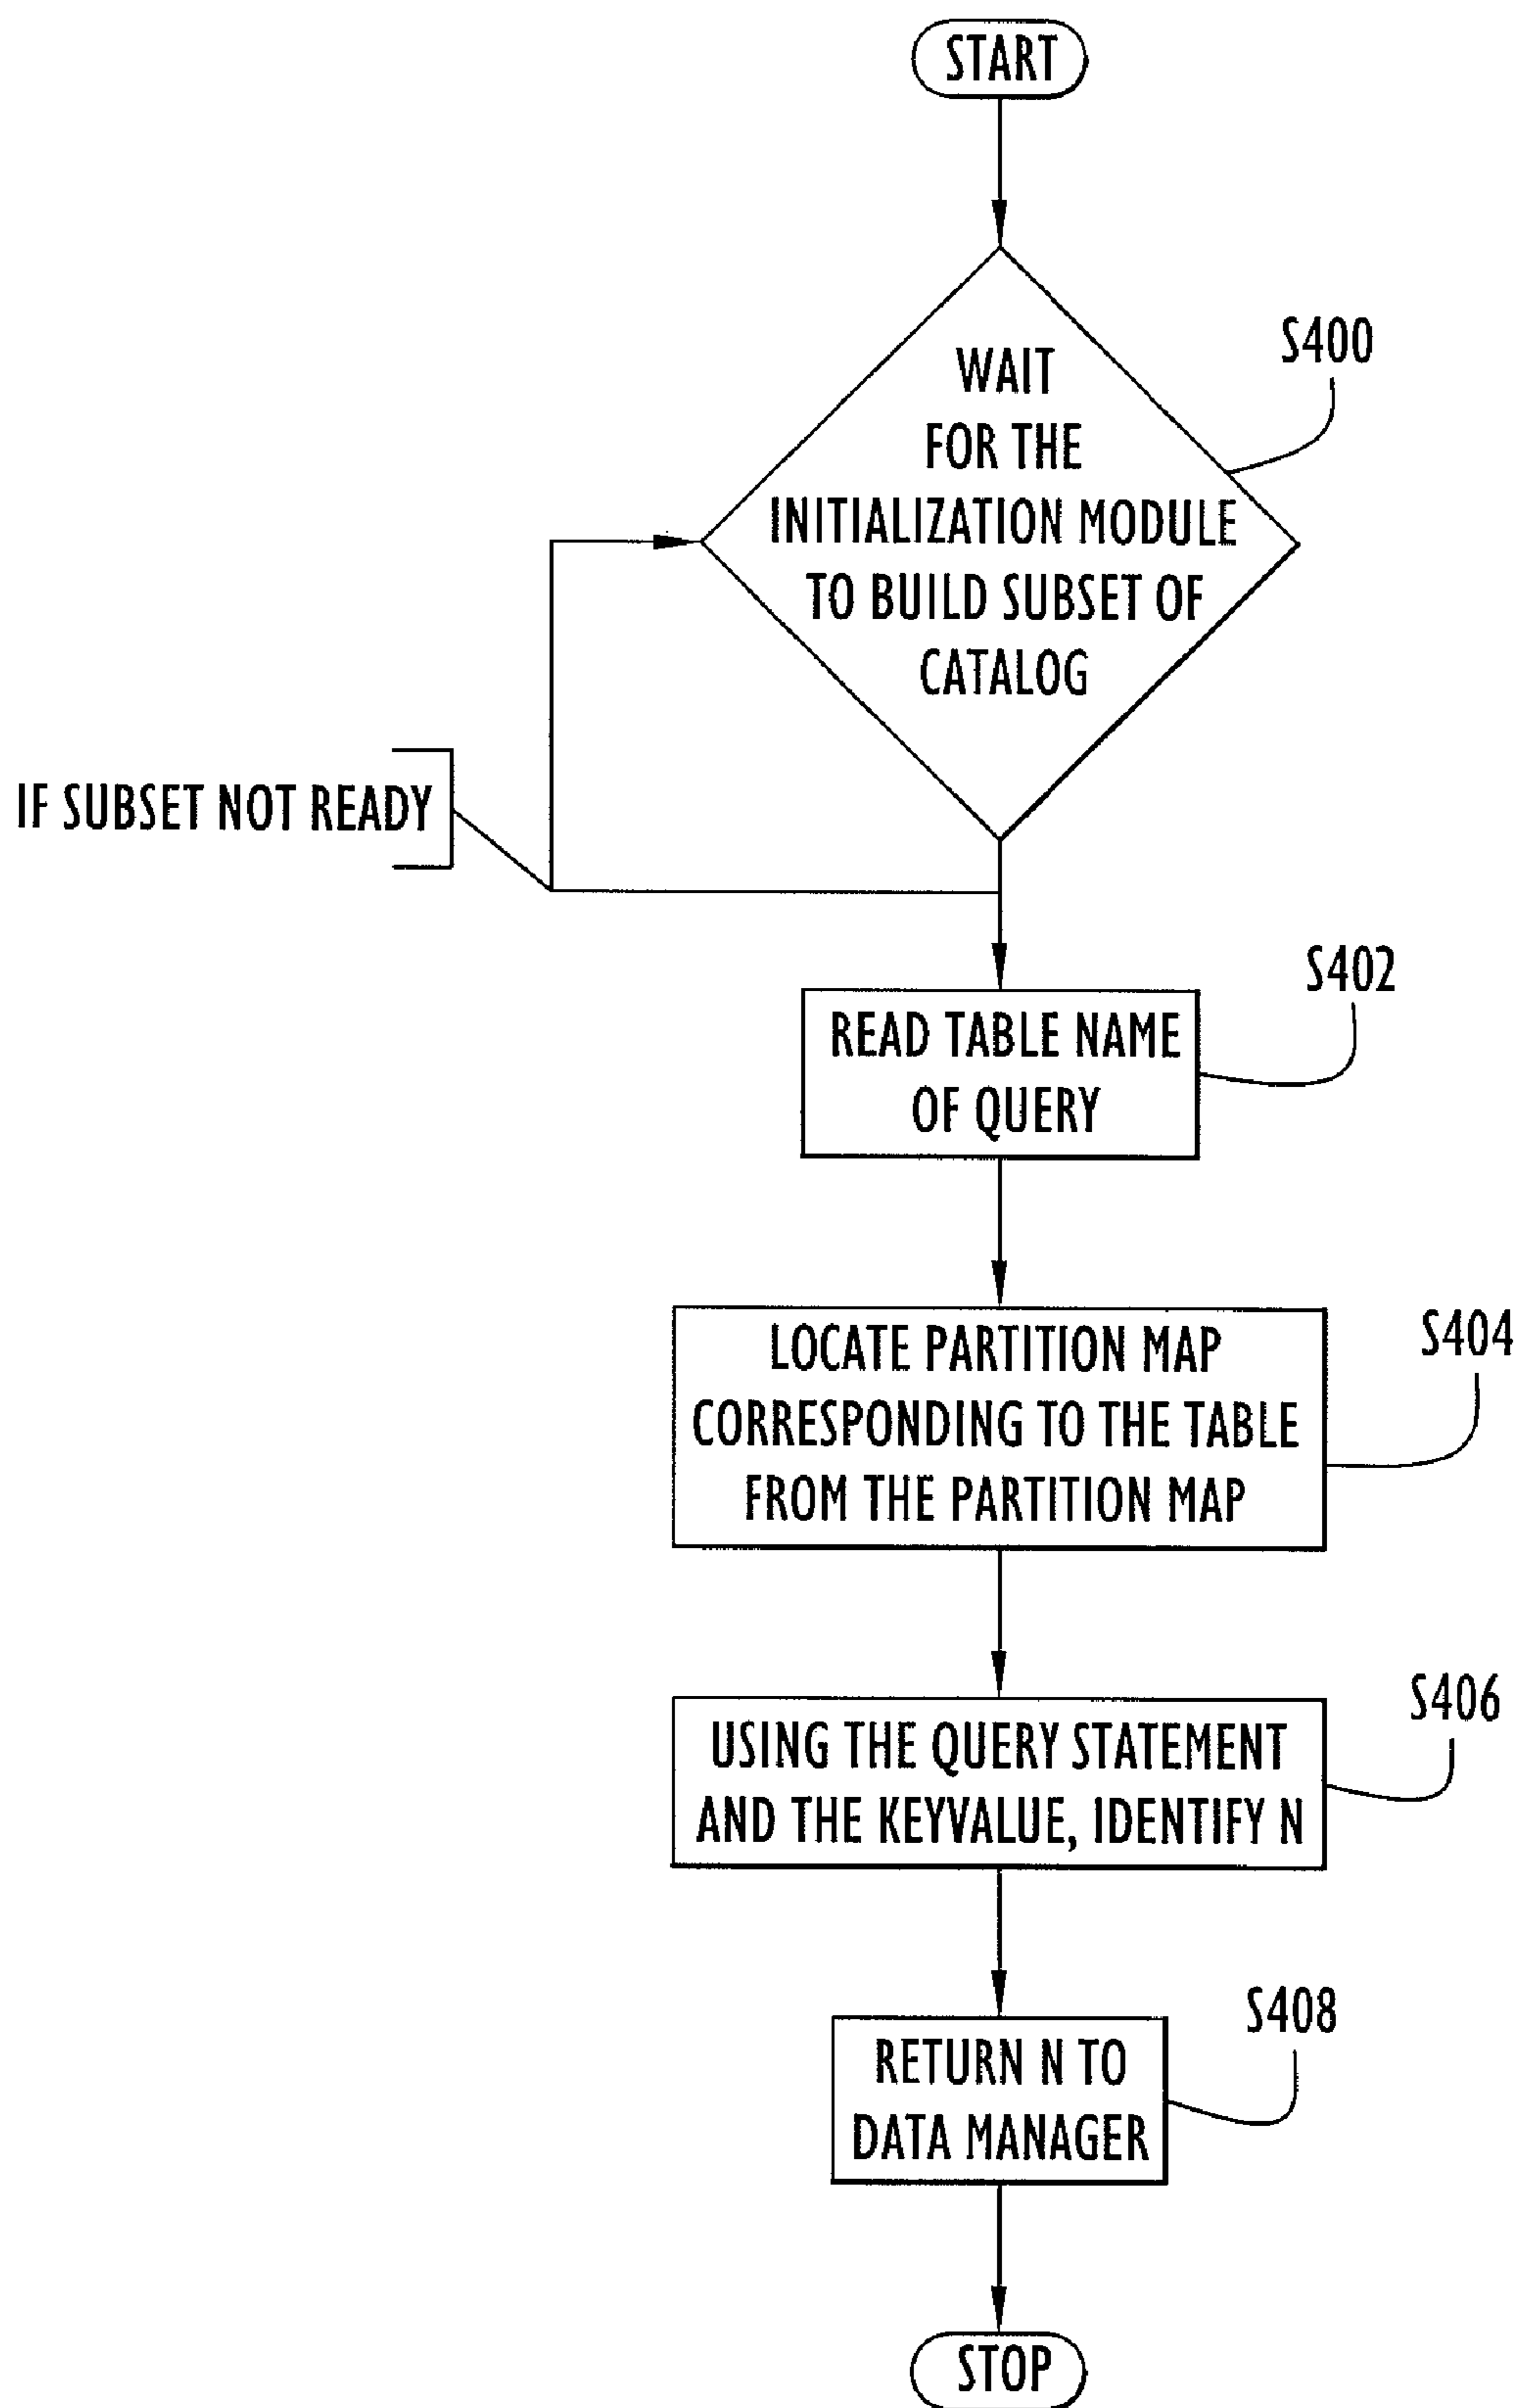 START
S400
WAIT
FOR THE
INITIALIZATION MODULE
TO BUILD SUBSET OF
CATALOG
IF SUBSET NOT READY
S402
READ TABLE NAME
OF QUERY
S404
LOCATE PARTITION MAP
CORRESPONDING TO THE TABLE
FROM THE PARTITION MAP
S406
USING THE QUERY STATEMENT
AND THE KEYVALUE, IDENTIFY N
S408
RETURN N TO
DATA MANAGER
STOP